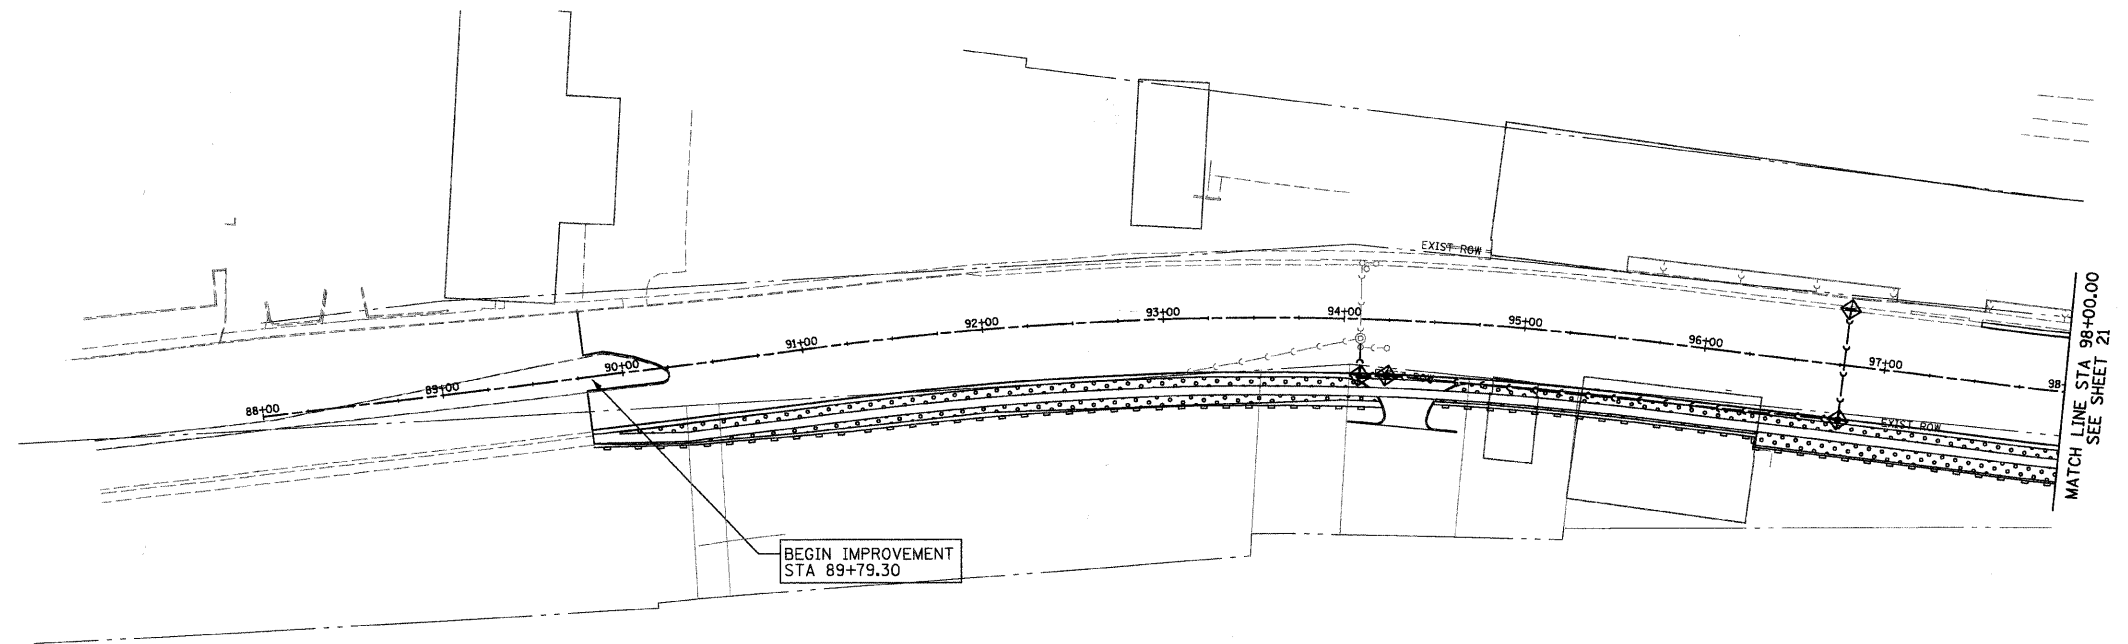 EXIST ROW
88+00
89+00
90+00
91+00
92+00
93+00
94+00
95+00
96+00
97+00
98
ROW
EXIST ROW
BEGIN IMPROVEMENT
STA 89+79.30
MATCH LINE STA 98+00.00
SEE SHEET 21